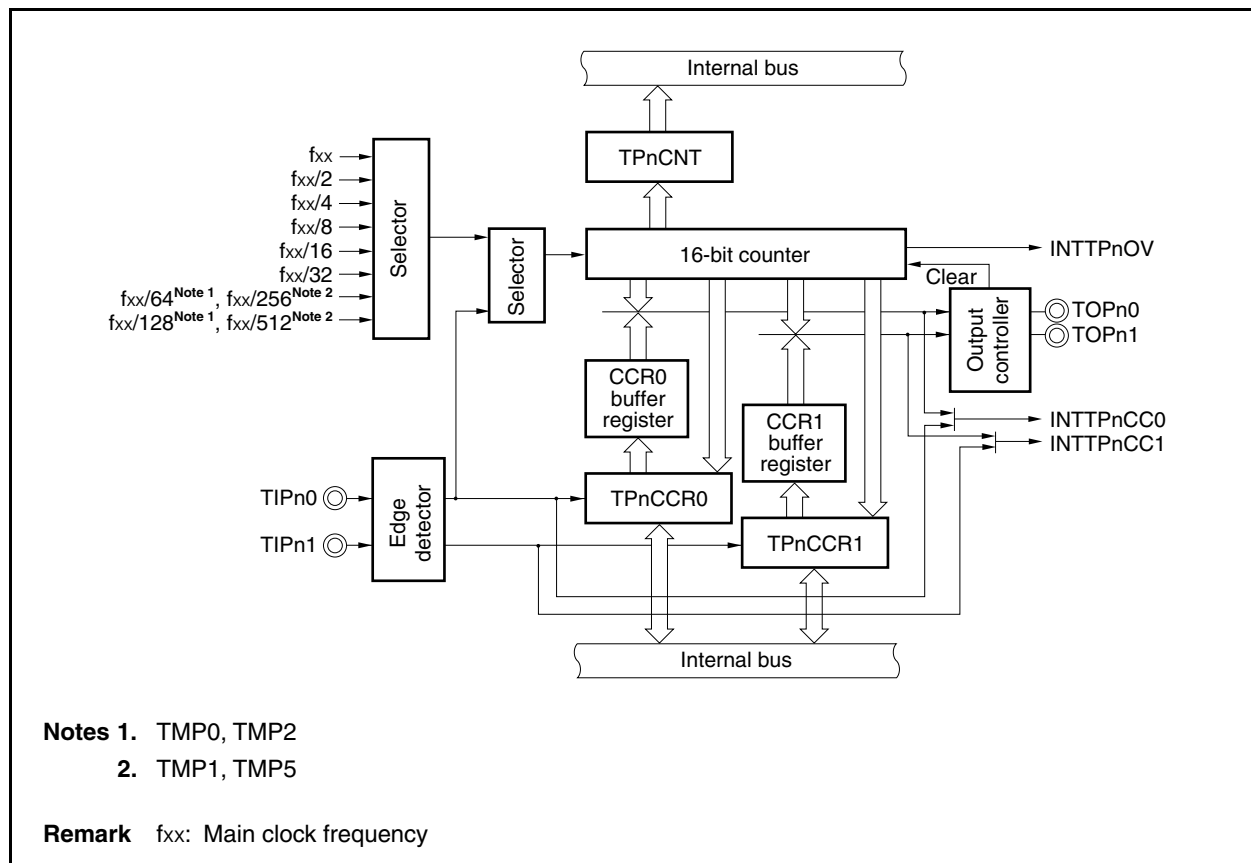 Internal bus
TPnCNT
fxx
fxx/2
fxx/4
fxx/8
fxx/16
fxx/32
fxx/64Note 1, fxx/256Note 2
fxx/128Note 1, fxx/512Note 2
Selector
Selector
16-bit counter
INTTPnOV
Clear
TOPn0
TOPn1
Output
controller
CCR0
buffer
register
CCR1
buffer
register
INTTPnCC0
INTTPnCC1
TIPn0
TIPn1
Edge
detector
TPnCCR0
TPnCCR1
Internal bus
Notes 1. TMP0, TMP2
2. TMP1, TMP5
Remark fxx: Main clock frequency